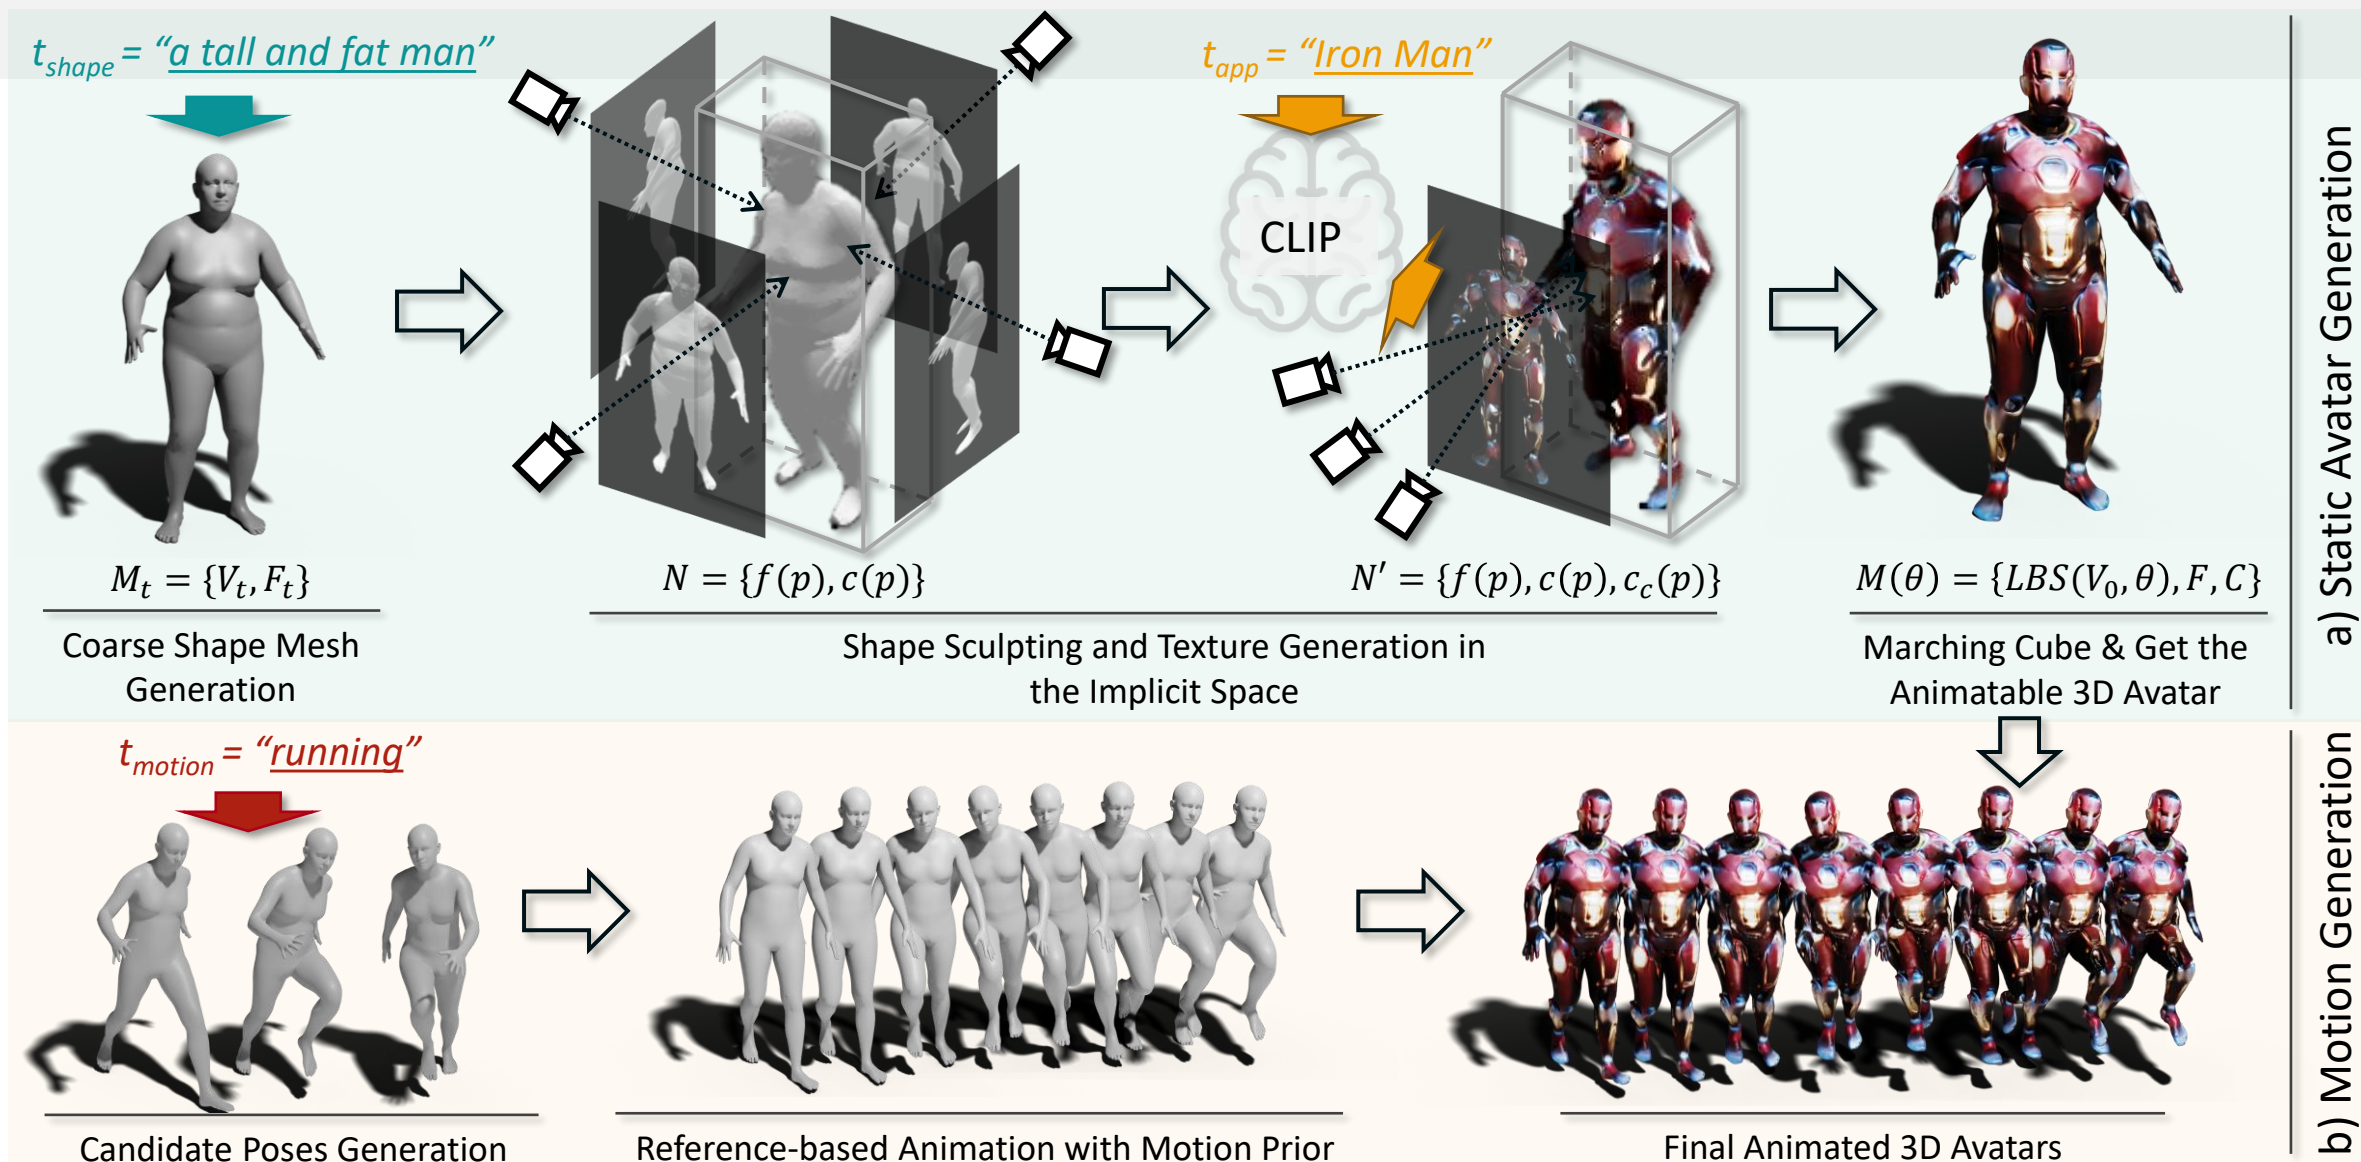 t_shape = “a tall and fat man”
t_app = “Iron Man”
CLIP
M_t = {V_t, F_t}
N = {f(p), c(p)}
N′ = {f(p), c(p), c_c(p)}
M(θ) = {LBS(V_0, θ), F, C}
Coarse Shape Mesh
Generation
Shape Sculpting and Texture Generation in
the Implicit Space
Marching Cube & Get the
Animatable 3D Avatar
a) Static Avatar Generation
t_motion = “running”
Candidate Poses Generation
Reference-based Animation with Motion Prior
Final Animated 3D Avatars
b) Motion Generation